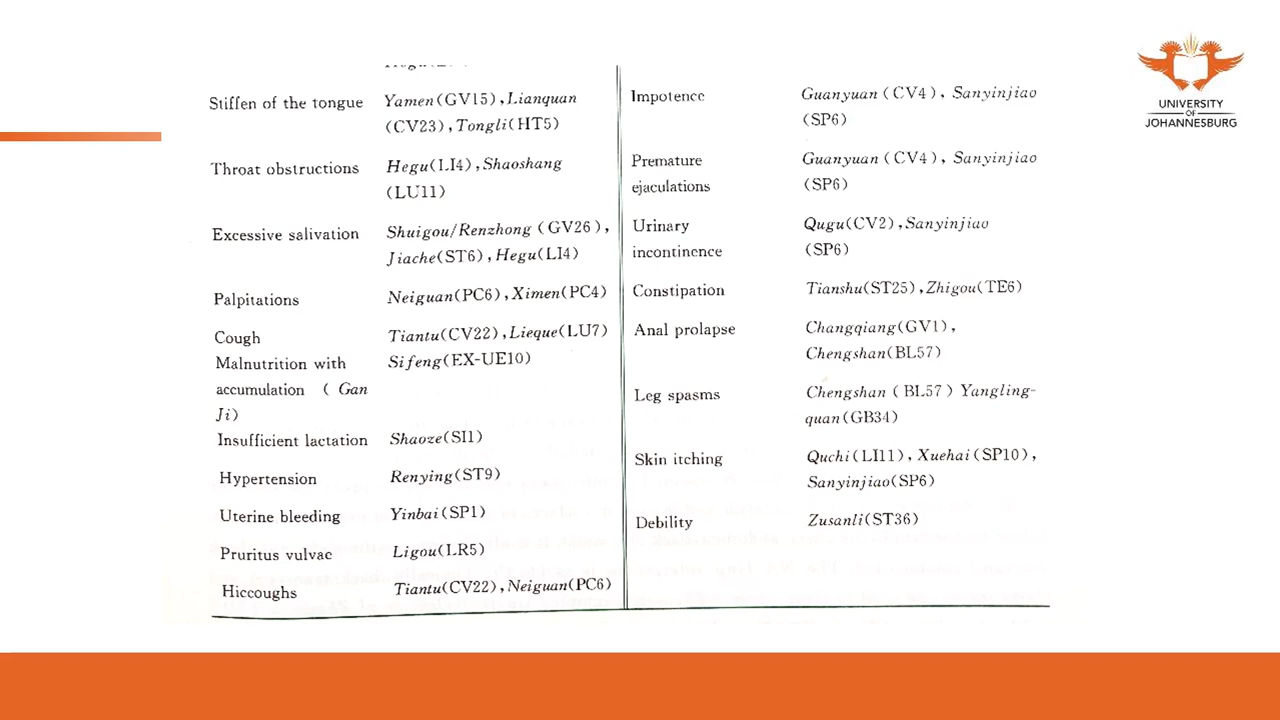 UNIVERSITY
OF
JOHANNESBURG
Stiffen of the tongue Yamen(GV15),Lianquan
(CV23),Tongli(HT5)
Throat obstructions Hegu(LI4),Shaoshang
(LU11)
Excessive salivation Shuigou/Renzhong (GV26),
Jiache(ST6),Hegu(LI4)
Palpitations Neiguan(PC6),Ximen(PC4)
Cough Tiantu(CV22),Lieque(LU7)
Malnutrition with Sifeng(EX-UE10)
accumulation ( Gan
Ji)
Insufficient lactation Shaoze(SI1)
Hypertension Renying(ST9)
Uterine bleeding Yinbai(SP1)
Pruritus vulvae Ligou(LR5)
Hiccoughs Tiantu(CV22),Neiguan(PC6)
Impotence Guanyuan (CV4), Sanyinjiao
(SP6)
Premature Guanyuan (CV4), Sanyinjiao
ejaculations (SP6)
Urinary Qugu(CV2),Sanyinjiao
incontinence (SP6)
Constipation Tianshu(ST25),Zhigou(TE6)
Anal prolapse Changqiang(GV1),
Chengshan(BL57)
Leg spasms Chengshan (BL57) Yangling-
quan(GB34)
Skin itching Quchi(LI11), Xuehai(SP10),
Sanyinjiao(SP6)
Debility Zusanli(ST36)